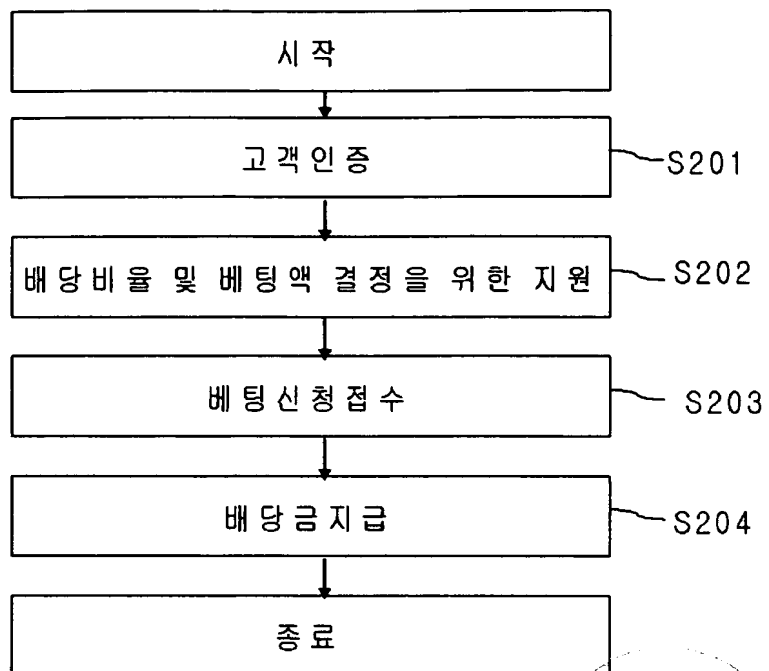 시작
고객인증
S201
배당비율 및 베팅액 결정을 위한 지원
S202
베팅신청접수
S203
배당금지급
S204
종료